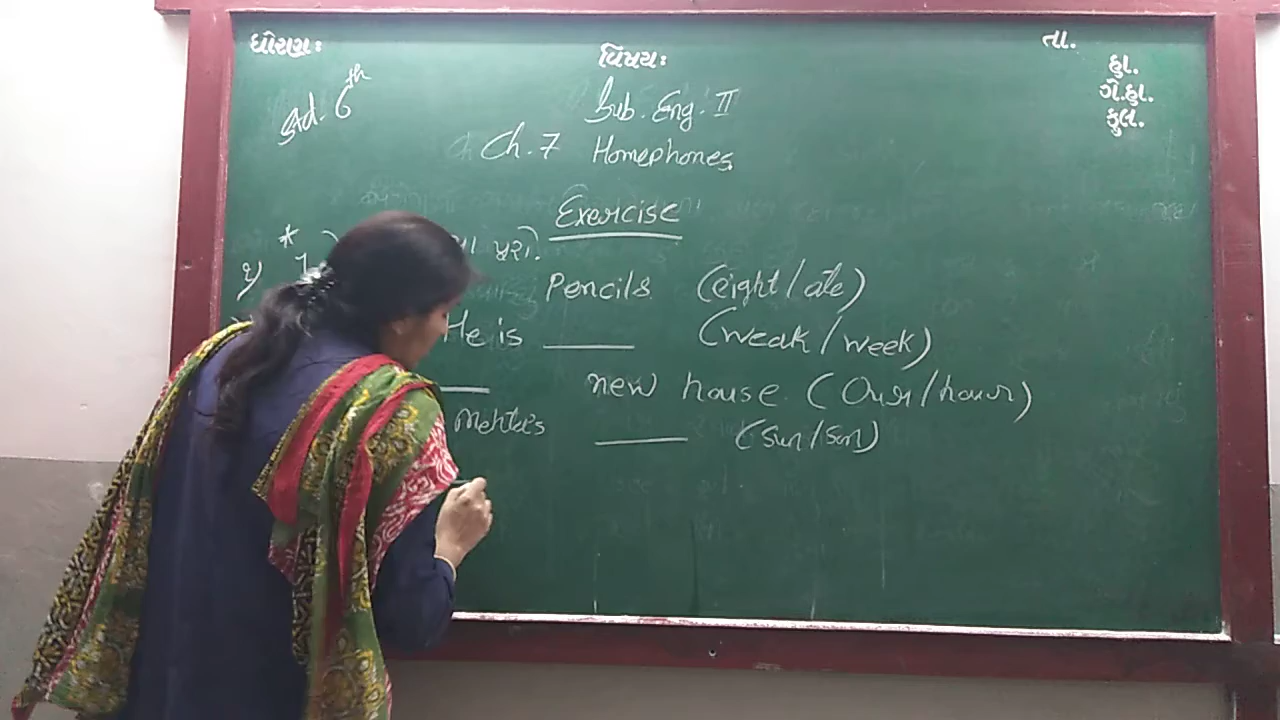 ધોરણઃ વિષયઃ તા.
હા.
ગે.હા.
કુલ.
Std. 6th Sub. Eng. II
Ch. 7 Homephones
Exercise
* પૂરો.
Pencils (eight / ate)
He is ____ (weak / week)
____ new house. (Our / hour)
Mehta's ____ (Sun / Son)